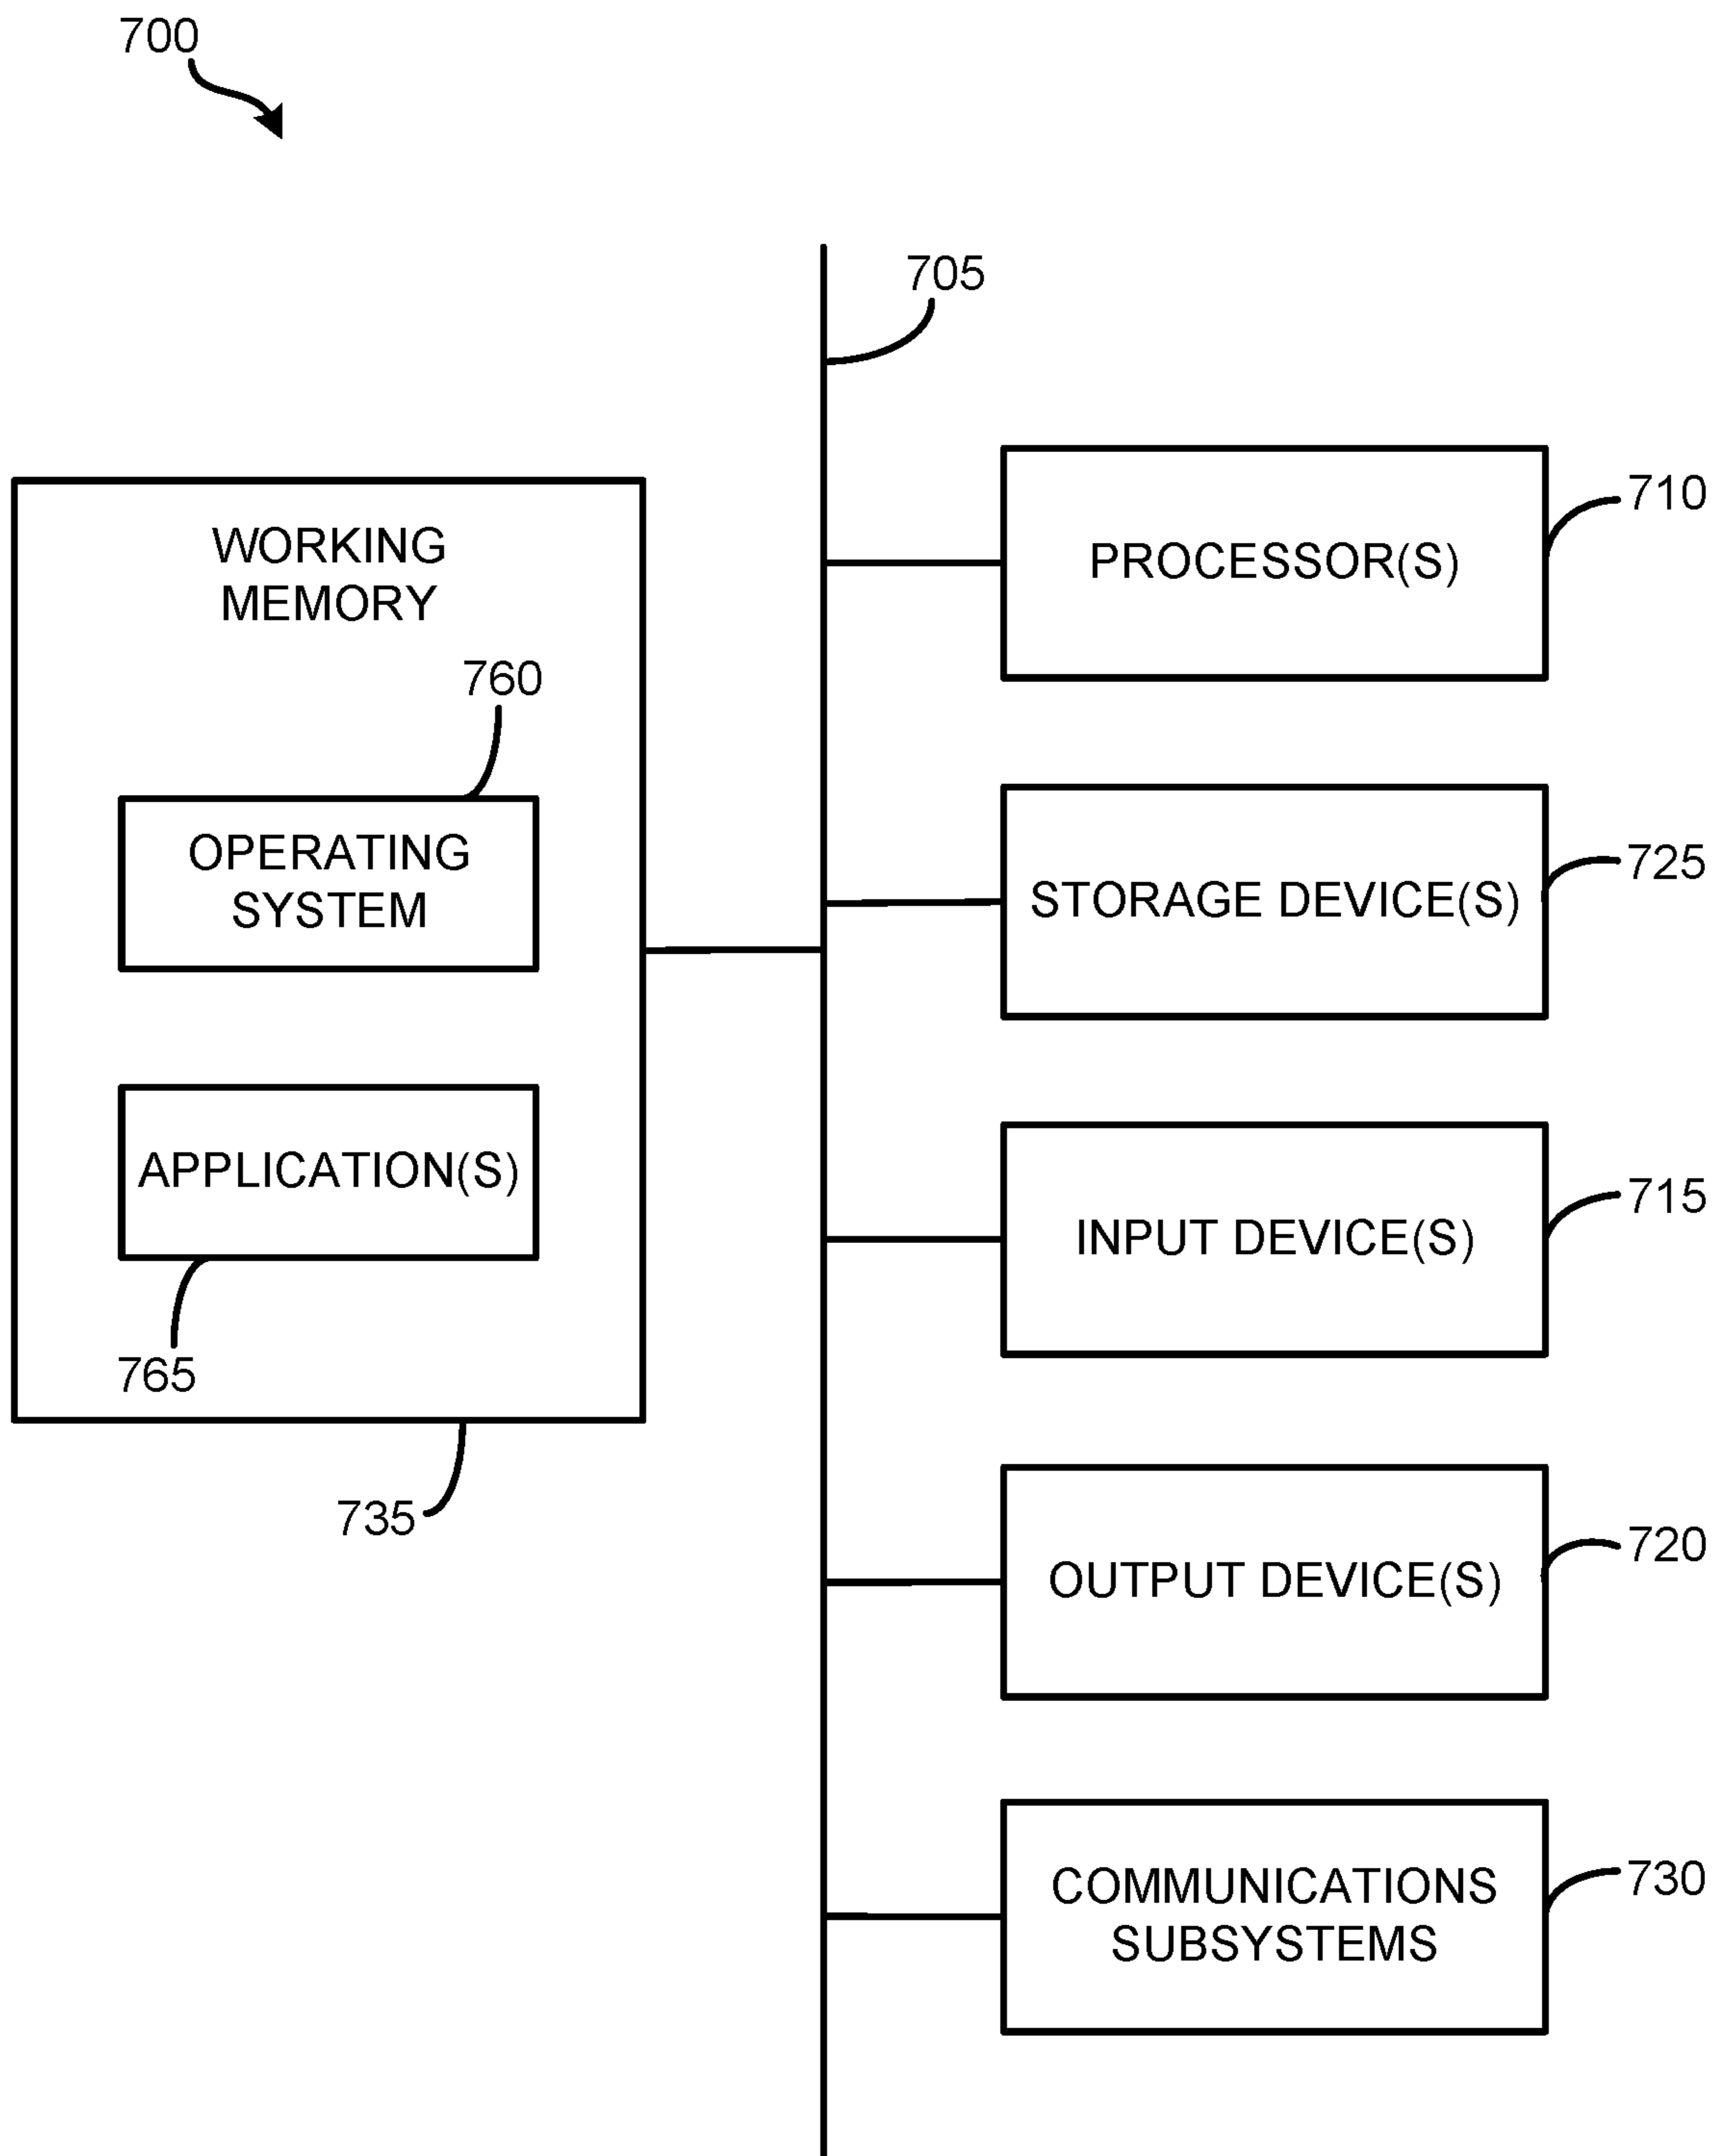 700
705
WORKING
MEMORY
760
OPERATING
SYSTEM
APPLICATION(S)
765
735
PROCESSOR(S)
710
STORAGE DEVICE(S)
725
INPUT DEVICE(S)
715
OUTPUT DEVICE(S)
720
COMMUNICATIONS
SUBSYSTEMS
730